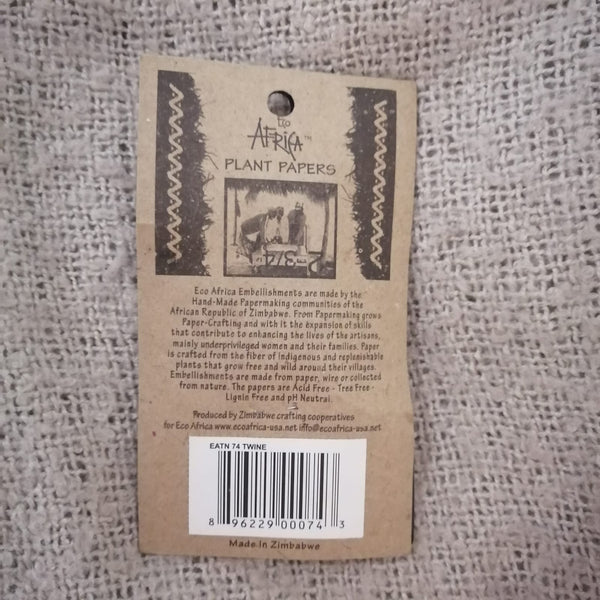 Eco
AFRICA™
PLANT PAPERS
Eco Africa Embellishments are made by the
Hand-Made Papermaking communities of the
African Republic of Zimbabwe. From Papermaking grows
Paper-Crafting and with it the expansion of skills
that contribute to enhancing the lives of the artisans,
mainly underprivileged women and their families. Paper
is crafted from the fiber of indigenous and replenishable
plants that grow free and wild around their villages.
Embellishments are made from paper, wire or collected
from nature. The papers are Acid Free - Tree Free -
Lignin Free and pH Neutral.
Produced by Zimbabwe crafting cooperatives
for Eco Africa www.ecoafrica-usa.net iffo@ecoafrica-usa.net
EATN 74 TWINE
8 96229 00074 3
Made in Zimbabwe